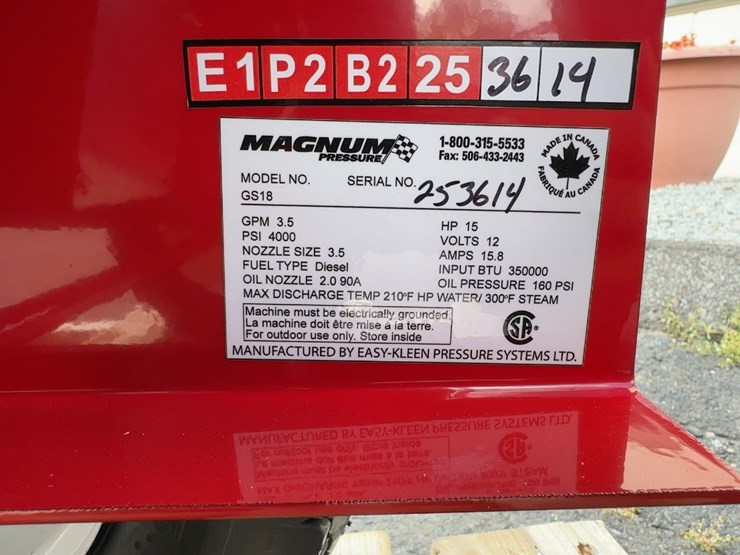 E1 P2 B2 25 36 14
MAGNUM
PRESSURE
1-800-315-5533
Fax: 506-433-2443
MADE IN CANADA
FABRIQUÉ AU CANADA
MODEL NO.
GS18
SERIAL NO. 253614
GPM 3.5
PSI 4000
NOZZLE SIZE 3.5
FUEL TYPE Diesel
OIL NOZZLE 2.0 90A
HP 15
VOLTS 12
AMPS 15.8
INPUT BTU 350000
OIL PRESSURE 160 PSI
MAX DISCHARGE TEMP 210°F HP WATER/ 300°F STEAM
Machine must be electrically grounded.
La machine doit être mise à la terre.
For outdoor use only. Store inside
SA
MANUFACTURED BY EASY-KLEEN PRESSURE SYSTEMS LTD.